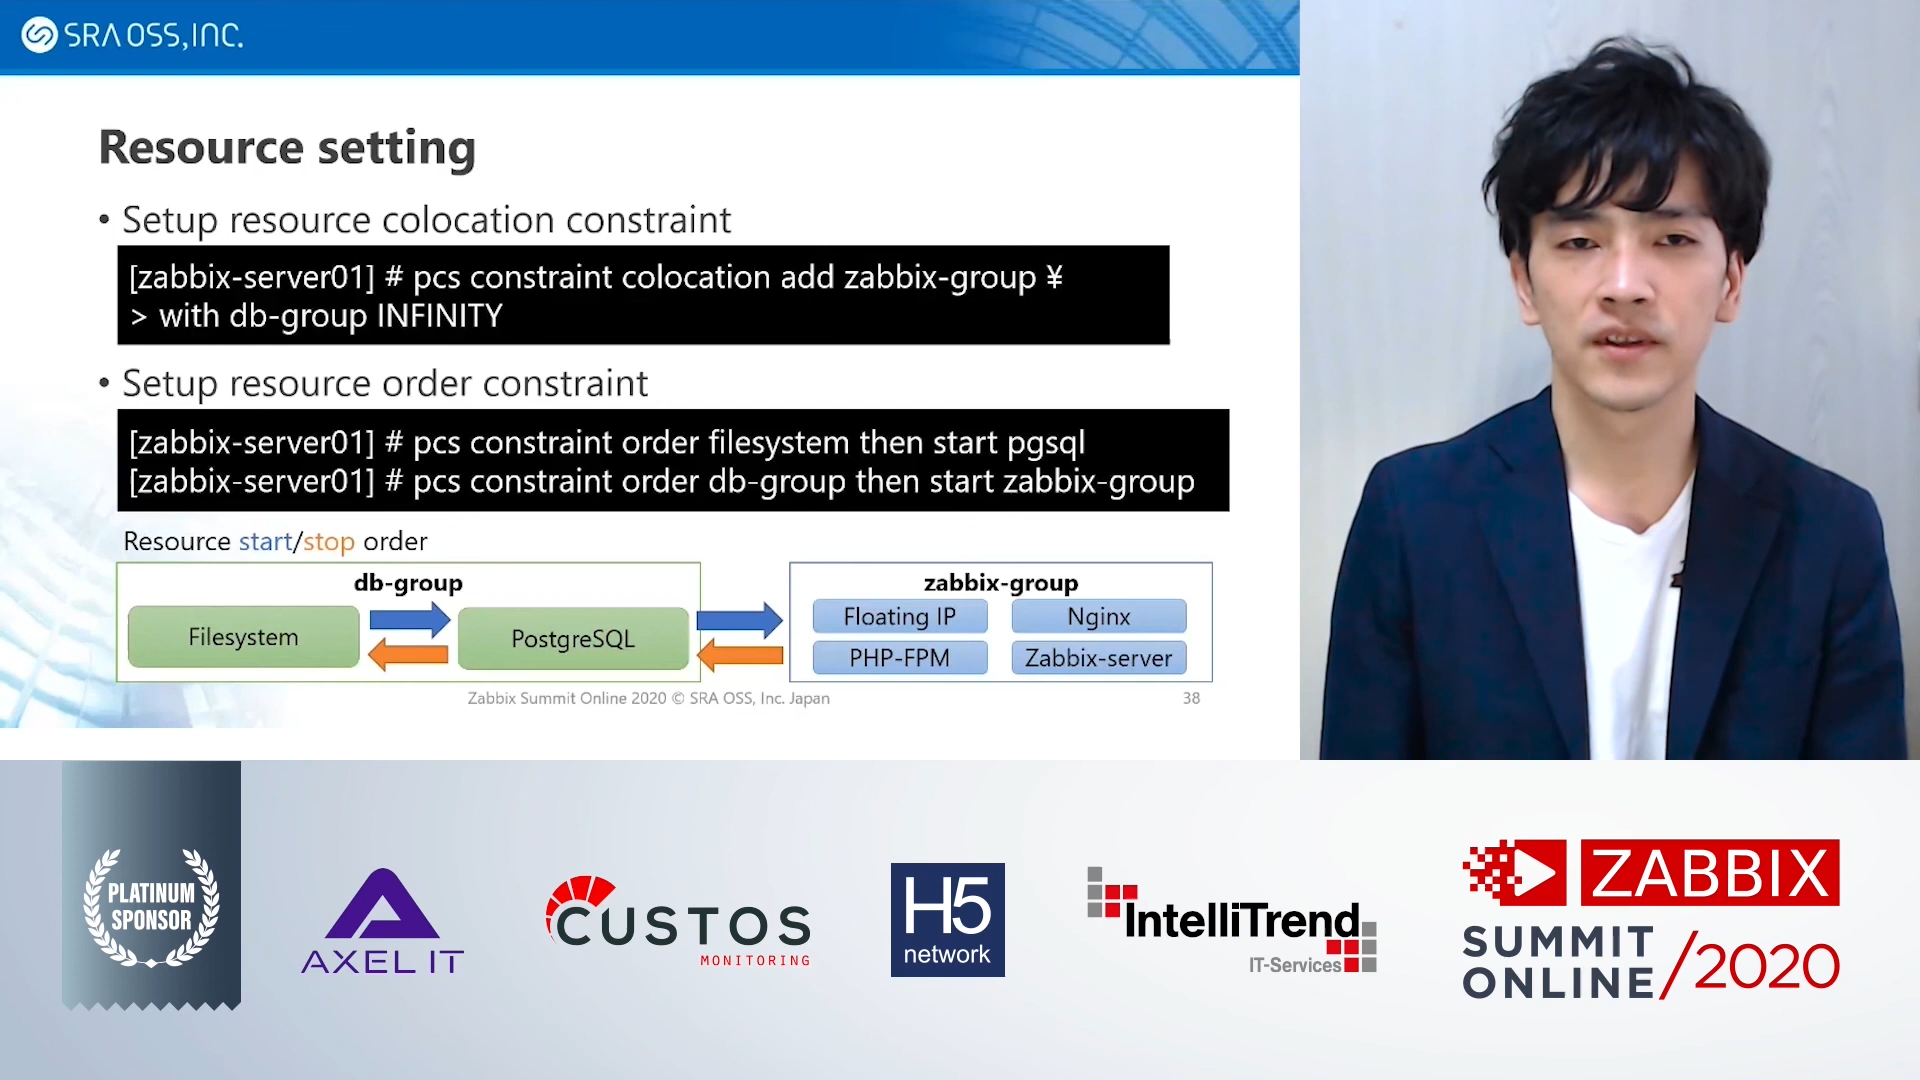 SRA OSS, INC.
Resource setting
• Setup resource colocation constraint
[zabbix-server01] # pcs constraint colocation add zabbix-group ¥
> with db-group INFINITY
• Setup resource order constraint
[zabbix-server01] # pcs constraint order filesystem then start pgsql
[zabbix-server01] # pcs constraint order db-group then start zabbix-group
Resource start/stop order
db-group
Filesystem
PostgreSQL
zabbix-group
Floating IP
Nginx
PHP-FPM
Zabbix-server
Zabbix Summit Online 2020 © SRA OSS, Inc. Japan
38
PLATINUM
SPONSOR
AXEL IT
CUSTOS
MONITORING
H5
network
IntelliTrend
IT-Services
ZABBIX
SUMMIT
ONLINE /2020